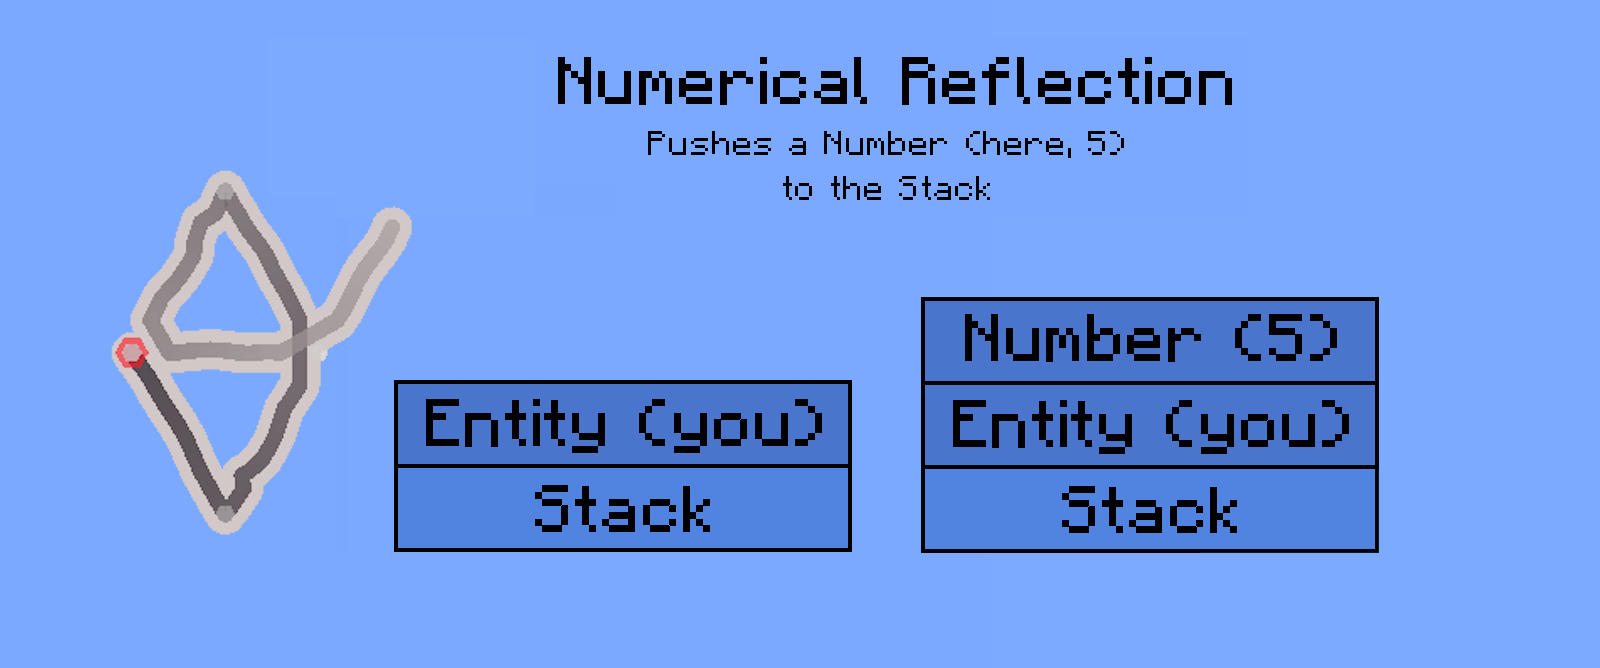 Numerical Reflection
Pushes a Number (here, 5)
to the Stack
Number (5)
Entity (you)
Entity (you)
Stack
Stack